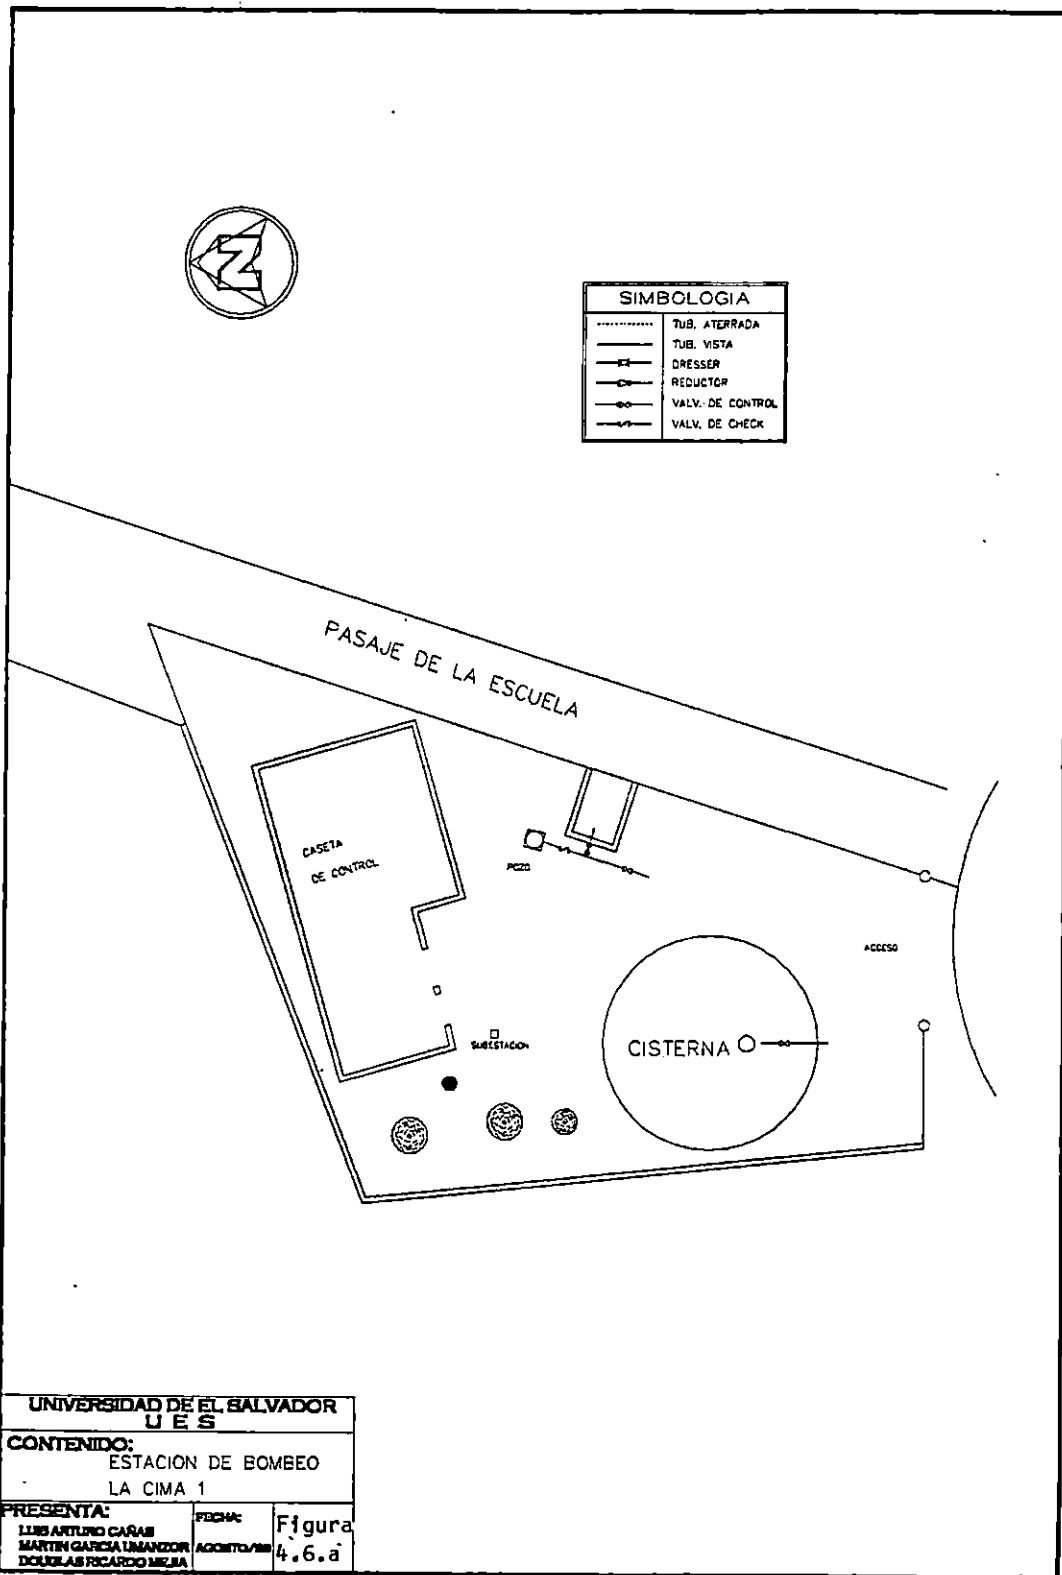 N
SIMBOLOGIA
TUB. ATERRADA
TUB. VISTA
DRESSER
REDUCTOR
VALV. DE CONTROL
VALV. DE CHECK
PASAJE DE LA ESCUELA
CASETA
DE CONTROL
POZO
ACCESO
SUBESTACION
CISTERNA
UNIVERSIDAD DE EL SALVADOR
U E S
CONTENIDO:
ESTACION DE BOMBEO
LA CIMA 1
PRESENTA:
LUIS ARTURO CAÑAS
MARTIN GARCIA UMANZOR
DOUGLAS RICARDO MEJIA
FECHA:
Figura
4.6.a